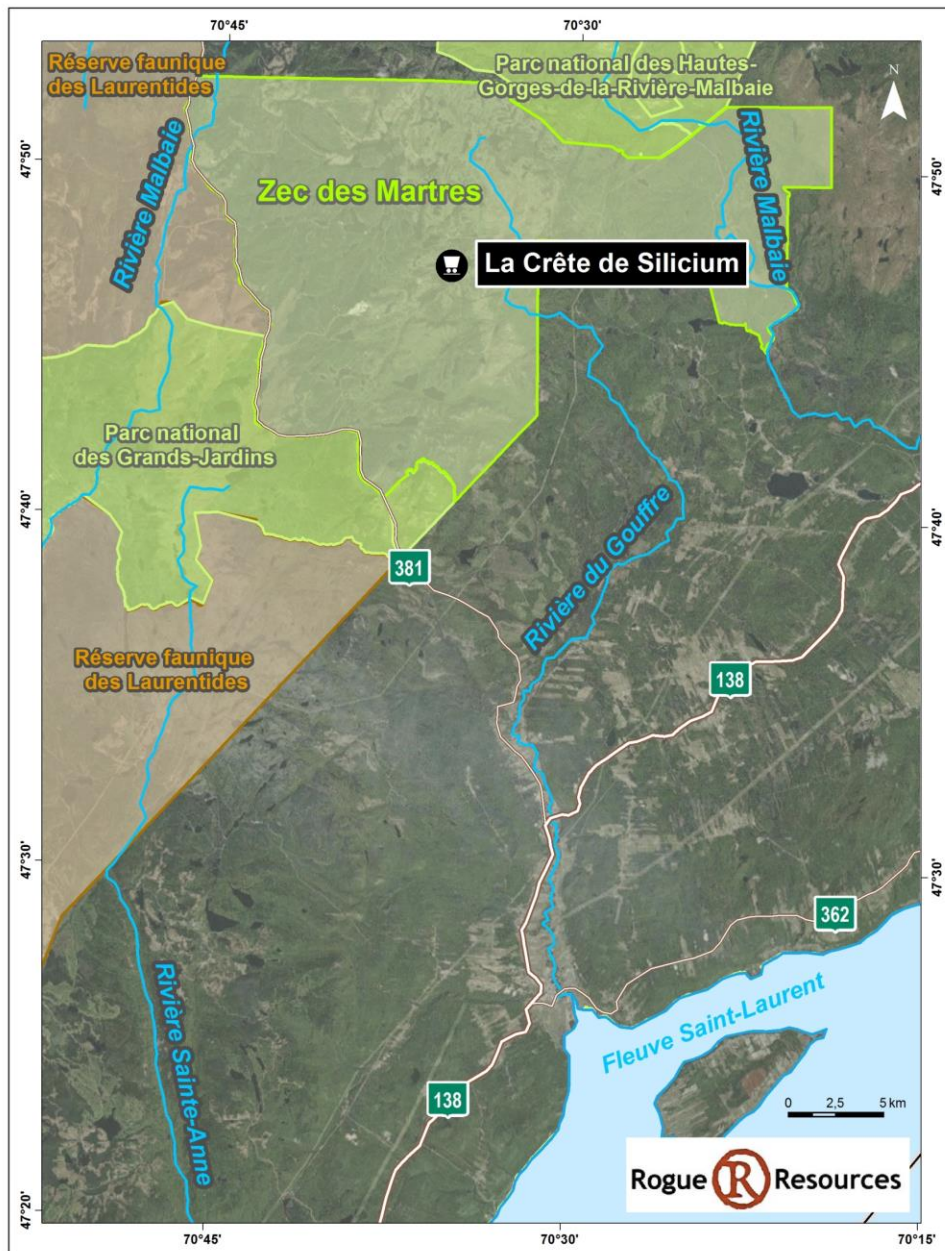 70°45'
70°30'
Réserve faunique
des Laurentides
Parc national des Hautes-
Gorges-de-la-Rivière-Malbaie
N
47°50'
47°50'
Rivière Malbaie
Rivière Malbaie
Zec des Martres
La Crête de Silicium
Parc national
des Grands-Jardins
47°40'
47°40'
381
Rivière du Gouffre
Réserve faunique
des Laurentides
138
47°30'
47°30'
362
Rivière Sainte-Anne
Fleuve Saint-Laurent
138
0 2,5 5 km
Rogue R Resources
47°20'
70°45'
70°30'
70°15'